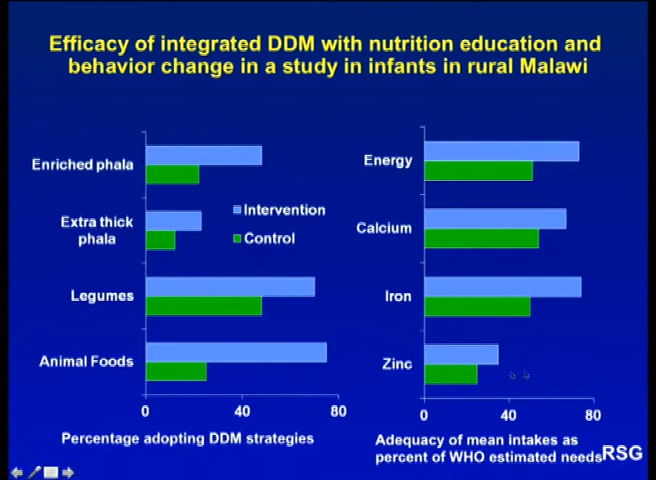 Efficacy of integrated DDM with nutrition education and
behavior change in a study in infants in rural Malawi
Enriched phala
Extra thick
phala
Legumes
Animal Foods
Intervention
Control
0 40 80
Percentage adopting DDM strategies
Energy
Calcium
Iron
Zinc
0 40 80
Adequacy of mean intakes as
percent of WHO estimated needs
RSG